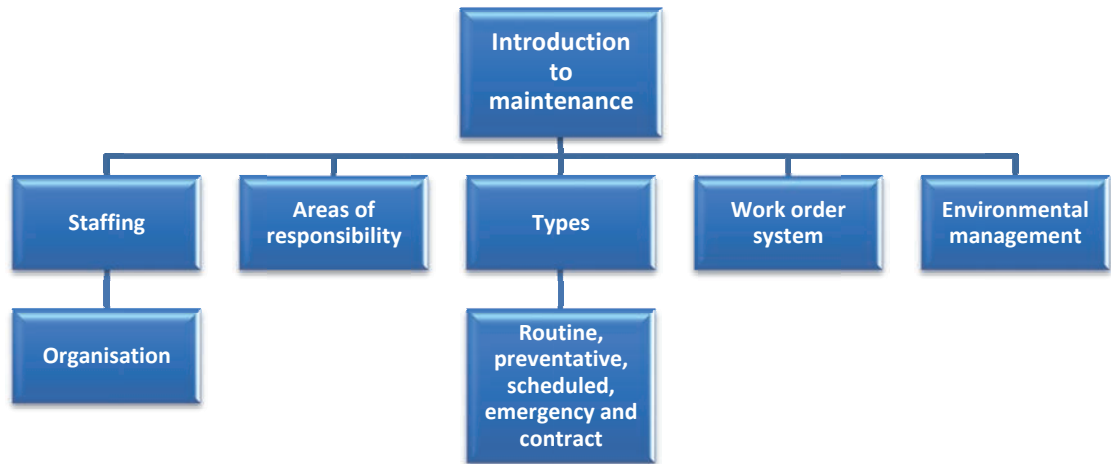 Introduction
to
maintenance
Staffing
Areas of
responsibility
Types
Work order
system
Environmental
management
Organisation
Routine,
preventative,
scheduled,
emergency and
contract